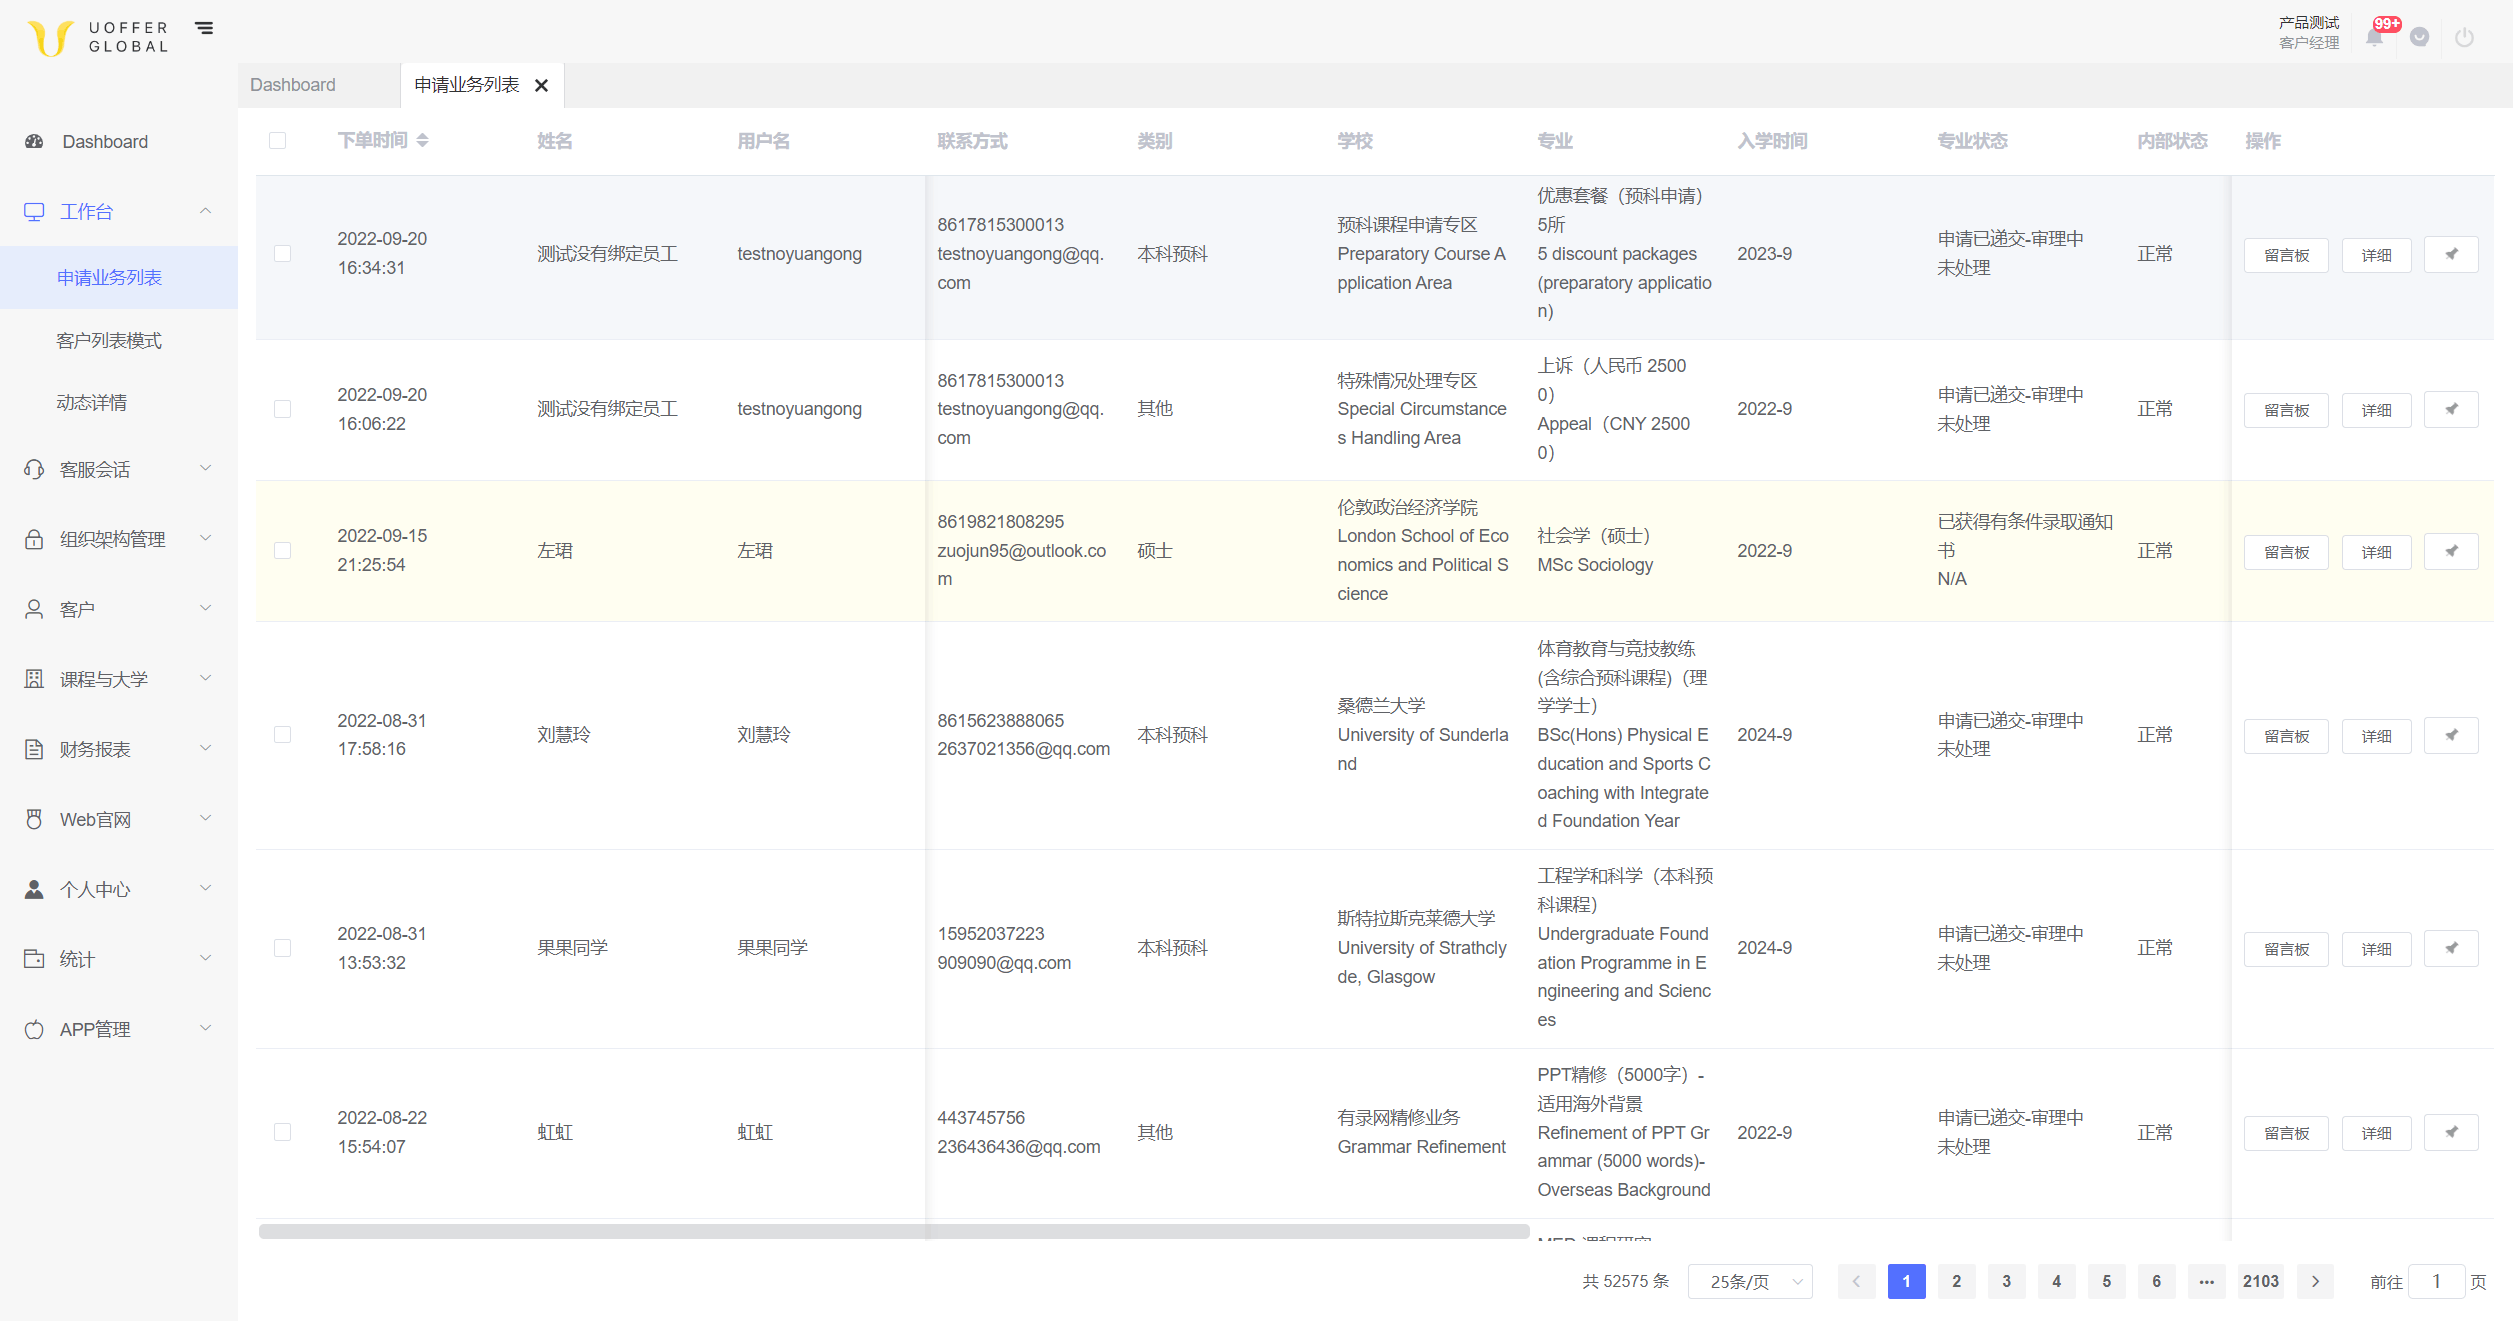 UOFFER
GLOBAL
产品测试
客户经理
99+
Dashboard
申请业务列表
Dashboard
工作台
申请业务列表
客户列表模式
动态详情
客服会话
组织架构管理
客户
课程与大学
财务报表
Web官网
个人中心
统计
APP管理
下单时间 姓名 用户名 联系方式 类别 学校 专业 入学时间 专业状态 内部状态 操作
2022-09-20
16:34:31
测试没有绑定员工
testnoyuangong
8617815300013
testnoyuangong@qq.
com
本科预科
预科课程申请专区
Preparatory Course A
pplication Area
优惠套餐（预科申请）
5所
5 discount packages
(preparatory applicatio
n)
2023-9
申请已递交-审理中
未处理
正常
留言板 详细
2022-09-20
16:06:22
测试没有绑定员工
testnoyuangong
8617815300013
testnoyuangong@qq.
com
其他
特殊情况处理专区
Special Circumstance
s Handling Area
上诉（人民币 2500
0）
Appeal（CNY 2500
0）
2022-9
申请已递交-审理中
未处理
正常
留言板 详细
2022-09-15
21:25:54
左珺
左珺
8619821808295
zuojun95@outlook.co
m
硕士
伦敦政治经济学院
London School of Eco
nomics and Political S
cience
社会学（硕士）
MSc Sociology
2022-9
已获得有条件录取通知
书
N/A
正常
留言板 详细
2022-08-31
17:58:16
刘慧玲
刘慧玲
8615623888065
2637021356@qq.com
本科预科
桑德兰大学
University of Sunderla
nd
体育教育与竞技教练
(含综合预科课程)（理
学学士）
BSc(Hons) Physical E
ducation and Sports C
oaching with Integrate
d Foundation Year
2024-9
申请已递交-审理中
未处理
正常
留言板 详细
2022-08-31
13:53:32
果果同学
果果同学
15952037223
909090@qq.com
本科预科
斯特拉斯克莱德大学
University of Strathcly
de, Glasgow
工程学和科学（本科预
科课程）
Undergraduate Found
ation Programme in E
ngineering and Scienc
es
2024-9
申请已递交-审理中
未处理
正常
留言板 详细
2022-08-22
15:54:07
虹虹
虹虹
443745756
236436436@qq.com
其他
有录网精修业务
Grammar Refinement
PPT精修（5000字）-
适用海外背景
Refinement of PPT Gr
ammar (5000 words)-
Overseas Background
2022-9
申请已递交-审理中
未处理
正常
留言板 详细
共 52575 条 25条/页 1 2 3 4 5 6 ••• 2103 前往 1 页